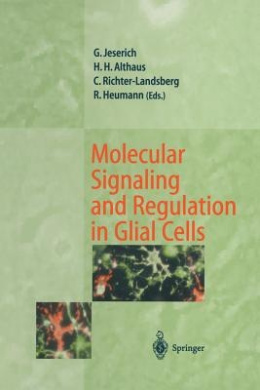 G. Jeserich
H. H. Althaus
C. Richter-Landsberg
R. Heumann (Eds.)
Molecular
Signaling
and Regulation
in Glial Cells
Springer